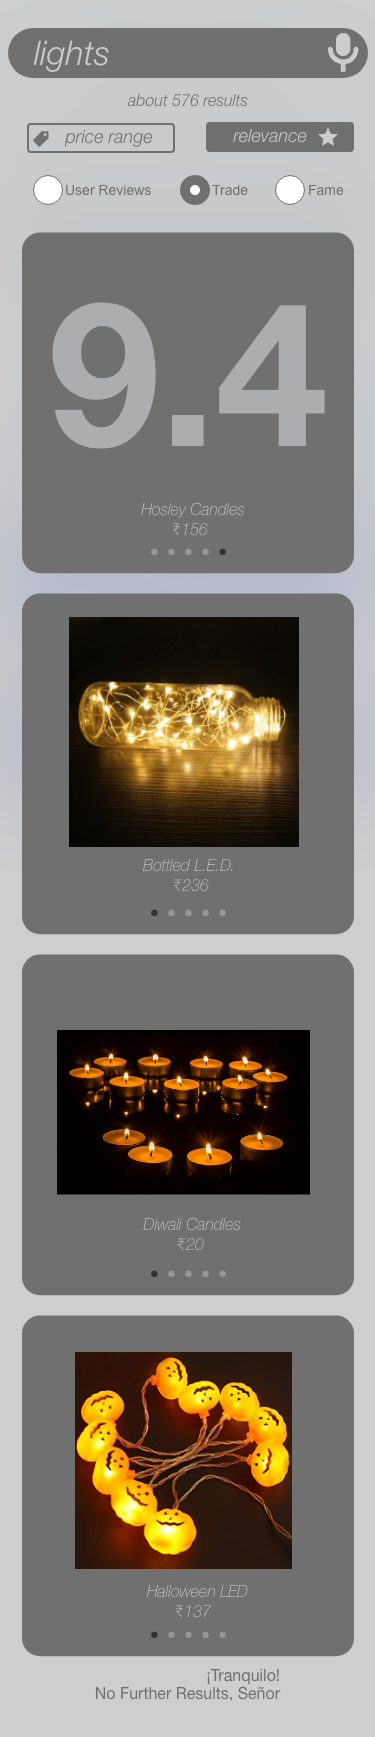 lights
about 576 results
price range
relevance
User Reviews
Trade
Fame
9.4
Hosley Candles
₹156
Bottled L.E.D.
₹236
Diwali Candles
₹20
Halloween LED
₹137
¡Tranquilo!
No Further Results, Señor